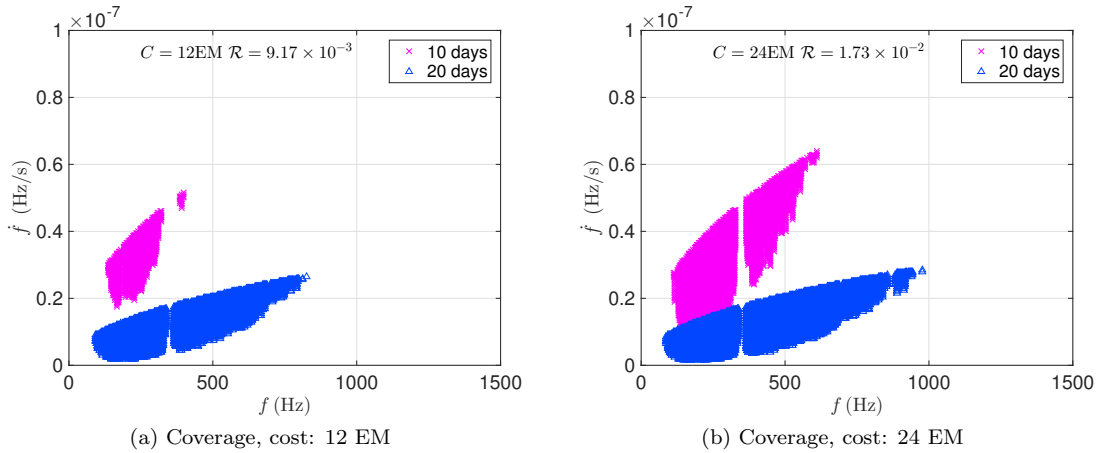 ×10⁻⁷
C = 12EM R = 9.17 × 10⁻³
10 days
20 days
1
0.8
0.6
0.4
0.2
0
ḟ (Hz/s)
0 500 1000 1500
f (Hz)
(a) Coverage, cost: 12 EM
×10⁻⁷
C = 24EM R = 1.73 × 10⁻²
10 days
20 days
1
0.8
0.6
0.4
0.2
0
ḟ (Hz/s)
0 500 1000 1500
f (Hz)
(b) Coverage, cost: 24 EM